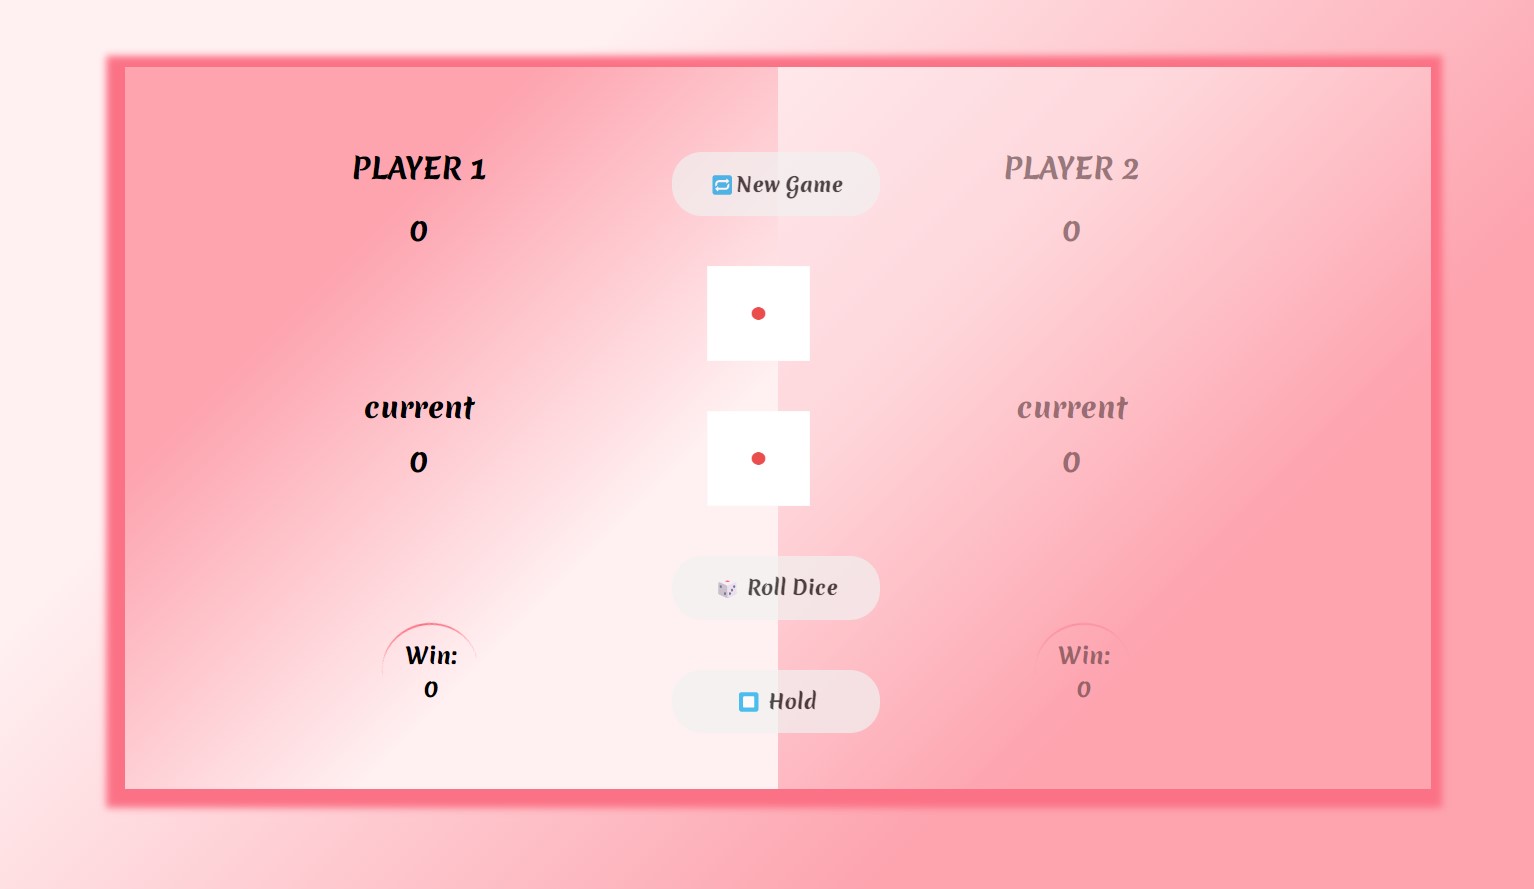 PLAYER 1
0
current
0
Win:
0
New Game
Roll Dice
Hold
PLAYER 2
0
current
0
Win:
0